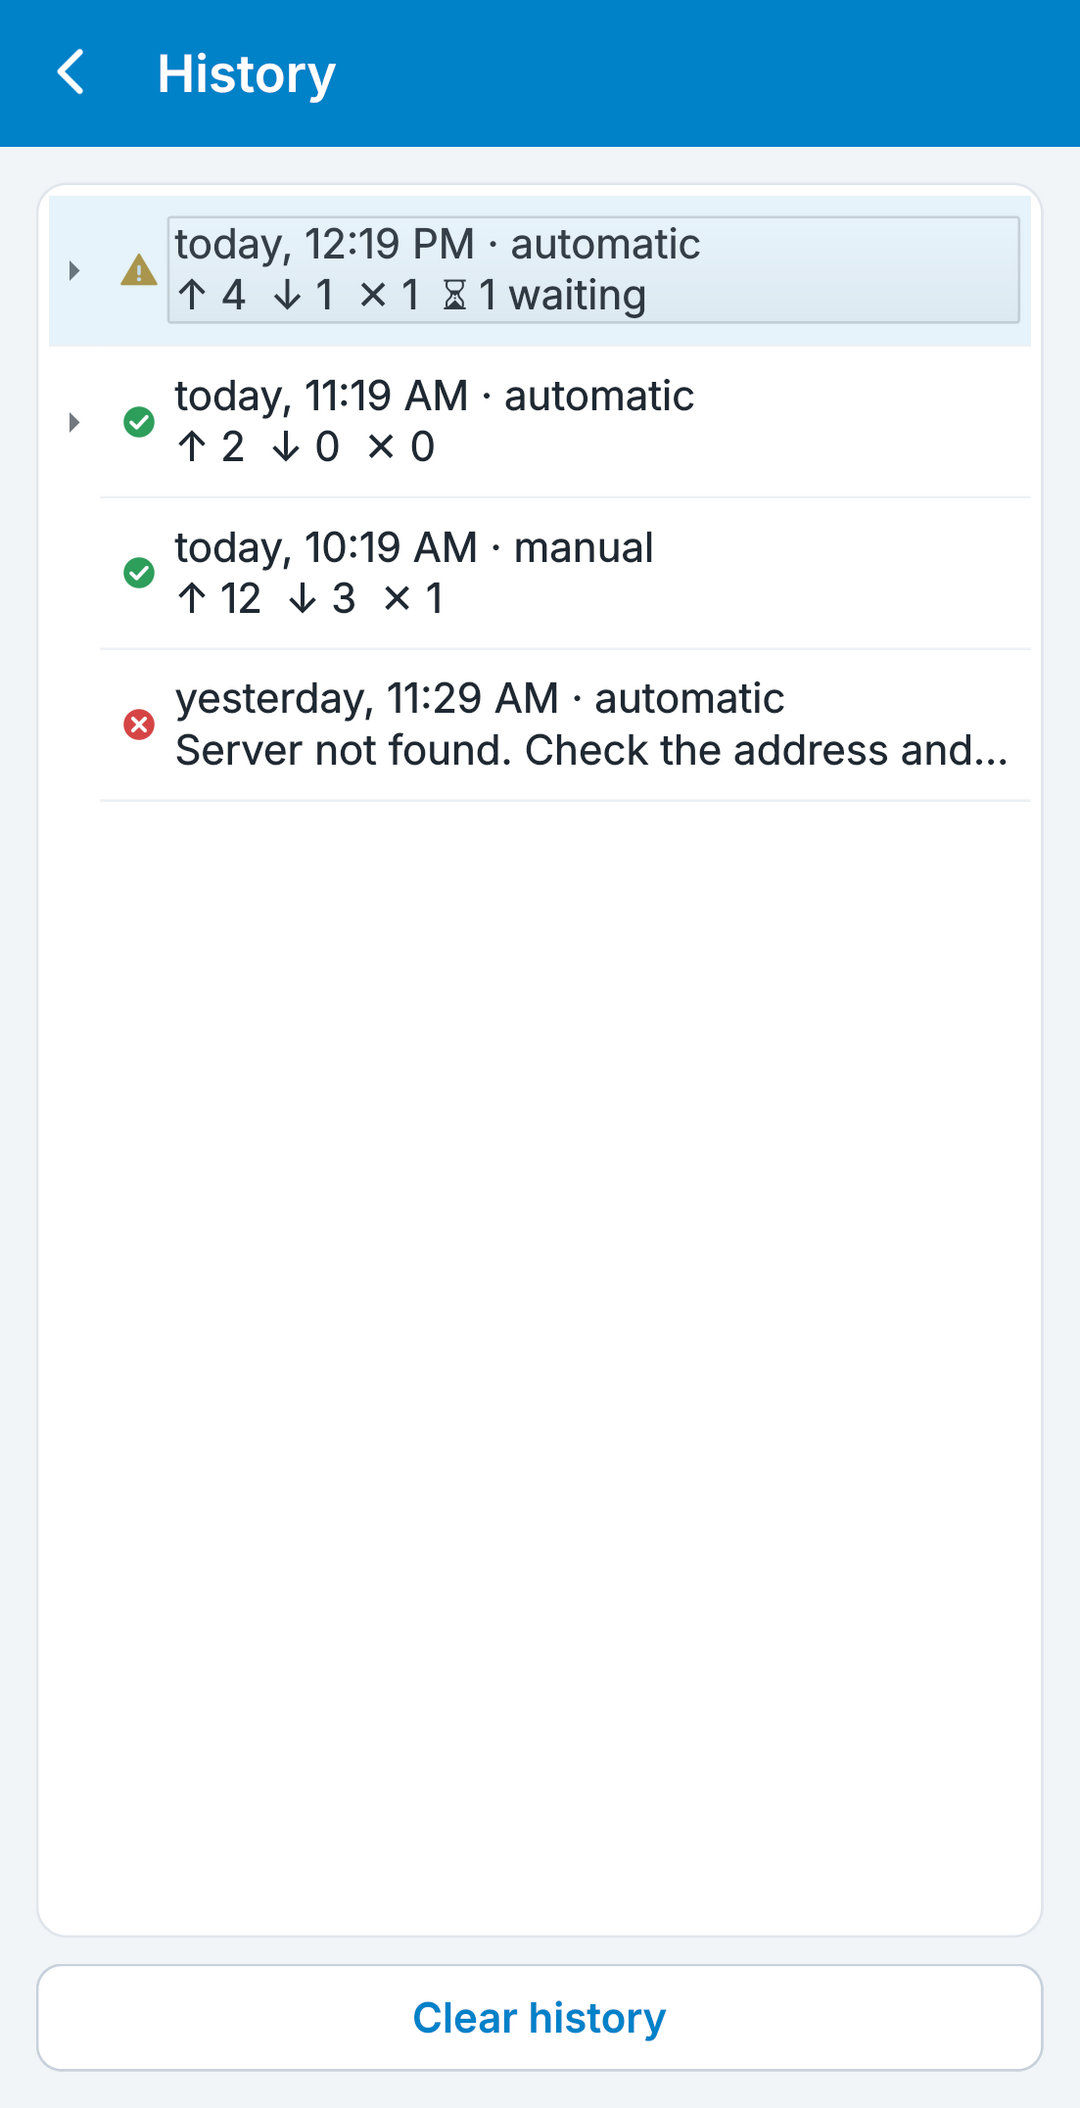 History
today, 12:19 PM · automatic
↑ 4 ↓ 1 × 1 ⌛ 1 waiting
today, 11:19 AM · automatic
↑ 2 ↓ 0 × 0
today, 10:19 AM · manual
↑ 12 ↓ 3 × 1
yesterday, 11:29 AM · automatic
Server not found. Check the address and...
Clear history